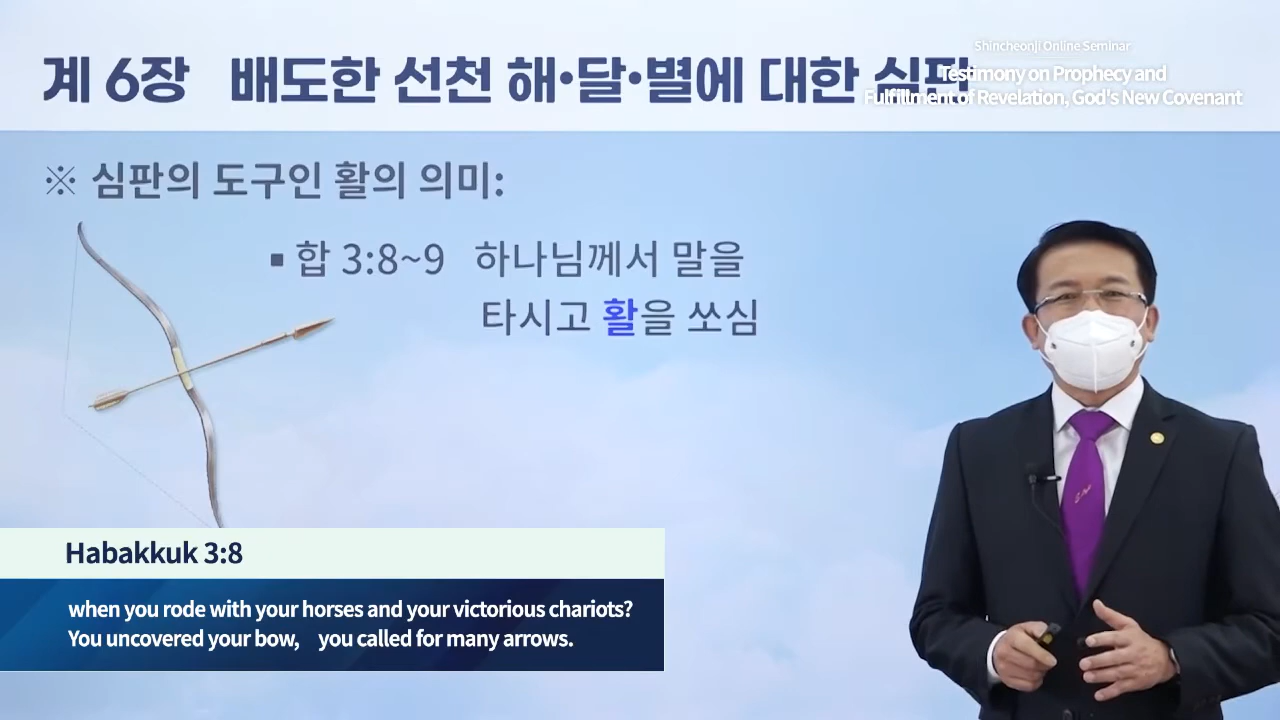 계 6장 배도한 선천 해·달·별에 대한 심판
Shincheonji Online Seminar
Testimony on Prophecy and
Fulfillment of Revelation, God's New Covenant
※ 심판의 도구인 활의 의미:
▪ 합 3:8~9 하나님께서 말을
타시고 활을 쏘심
Habakkuk 3:8
when you rode with your horses and your victorious chariots?
You uncovered your bow, you called for many arrows.